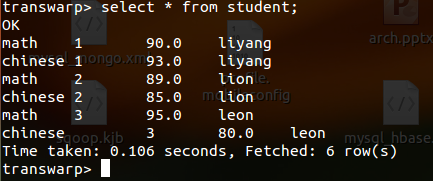 transwarp> select * from student;
OK
math 1 90.0 liyang
chinese 1 93.0 liyang
math 2 89.0 lion
chinese 2 85.0 lion
math 3 95.0 leon
chinese 3 80.0 leon
Time taken: 0.106 seconds, Fetched: 6 row(s)
transwarp>
arch.pptx
sqoop.kjb